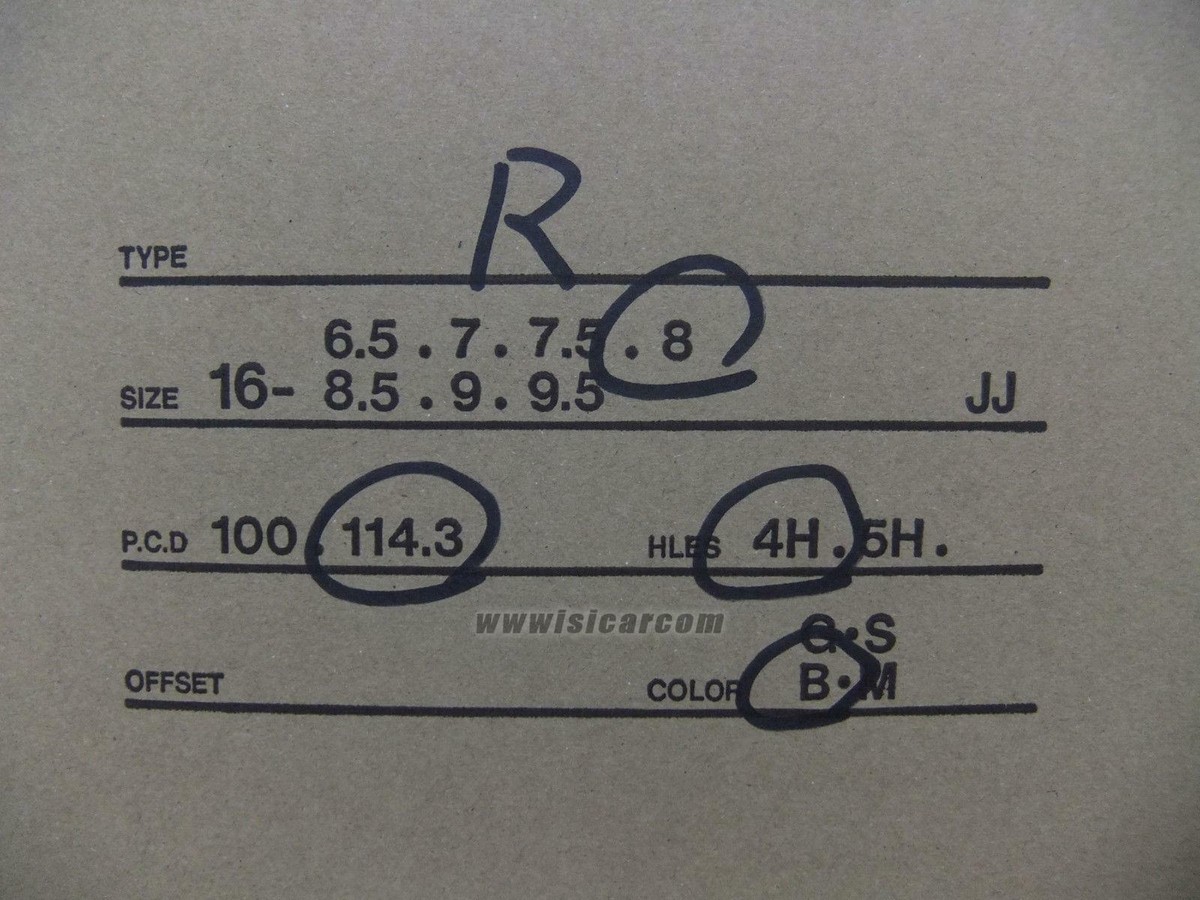 R
TYPE
6.5 . 7 . 7.5 . 8
SIZE 16- 8.5 . 9 . 9.5 JJ
P.C.D 100 . 114.3 HLES 4H . 5H .
wwwisicarcom
G・S
OFFSET COLOR B・M